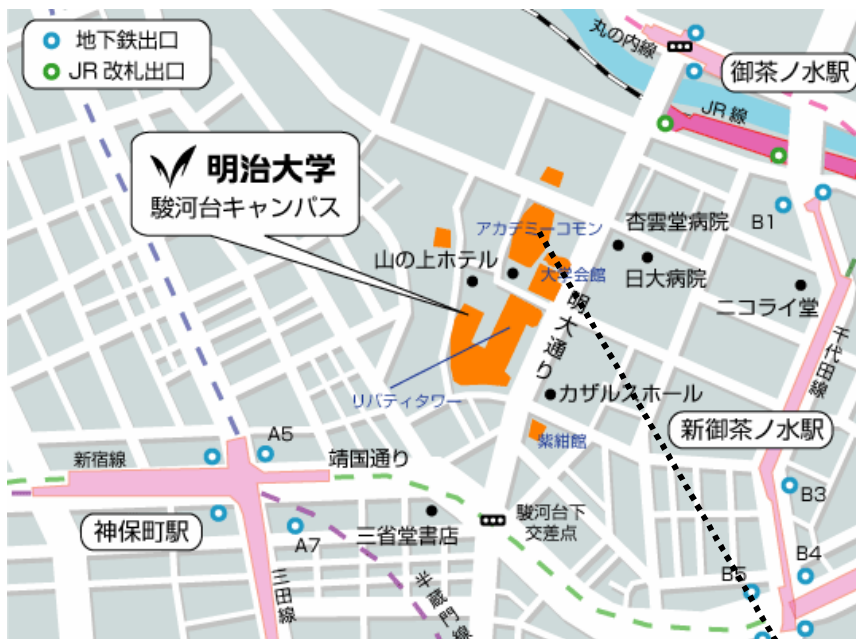 地下鉄出口
JR改札出口
丸の内線
御茶ノ水駅
JR線
明治大学
駿河台キャンパス
B1
アカデミーコモン
杏雲堂病院
山の上ホテル
大学会館
日大病院
ニコライ堂
明大通り
千代田線
リバティタワー
カザルスホール
新御茶ノ水駅
紫紺館
A5
新宿線
靖国通り
B3
神保町駅
A7
三省堂書店
駿河台下
交差点
B4
B5
三田線
半蔵門線